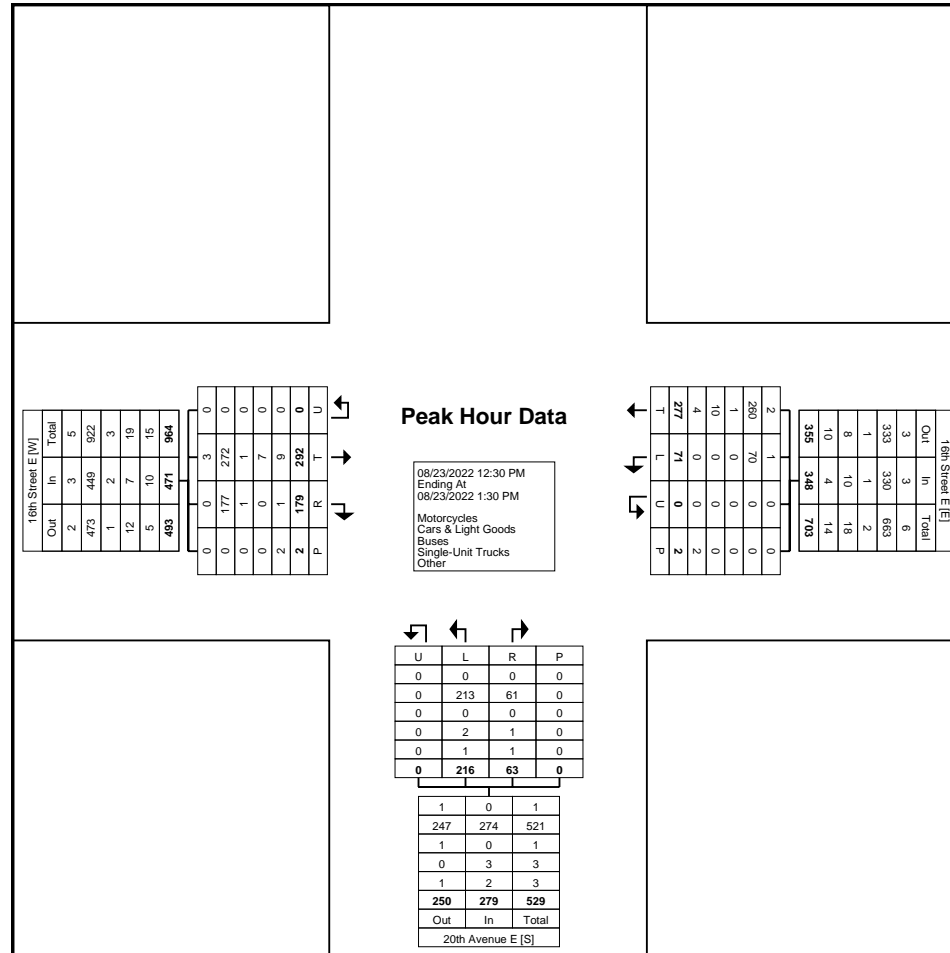 Peak Hour Data
08/23/2022 12:30 PM
Ending At
08/23/2022 1:30 PM
Motorcycles
Cars & Light Goods
Buses
Single-Unit Trucks
Other
16th Street E [W]
Out In Total
2 3 5
473 449 922
1 2 3
12 7 19
5 10 15
493 471 964
0 0 3 0
0 177 272 0
0 1 1 0
0 0 7 0
2 1 9 0
2 179 292 0
P R T U
16th Street E [E]
Out In Total
3 3 6
333 330 663
1 1 2
8 10 18
10 4 14
355 348 703
2 1 0 0
260 70 0 0
1 0 0 0
10 0 0 0
4 0 0 2
277 71 0 2
T L U P
U L R P
0 0 0 0
0 213 61 0
0 0 0 0
0 2 1 0
0 1 1 0
0 216 63 0
1 0 1
247 274 521
1 0 1
0 3 3
1 2 3
250 279 529
Out In Total
20th Avenue E [S]